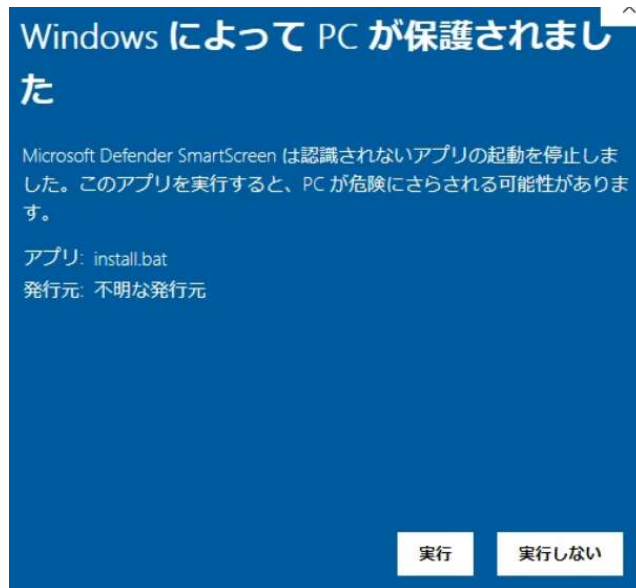 Windows によって PC が保護されまし
た
Microsoft Defender SmartScreen は認識されないアプリの起動を停止しま
した。このアプリを実行すると、PC が危険にさらされる可能性がありま
す。
アプリ: install.bat
発行元: 不明な発行元
実行 実行しない